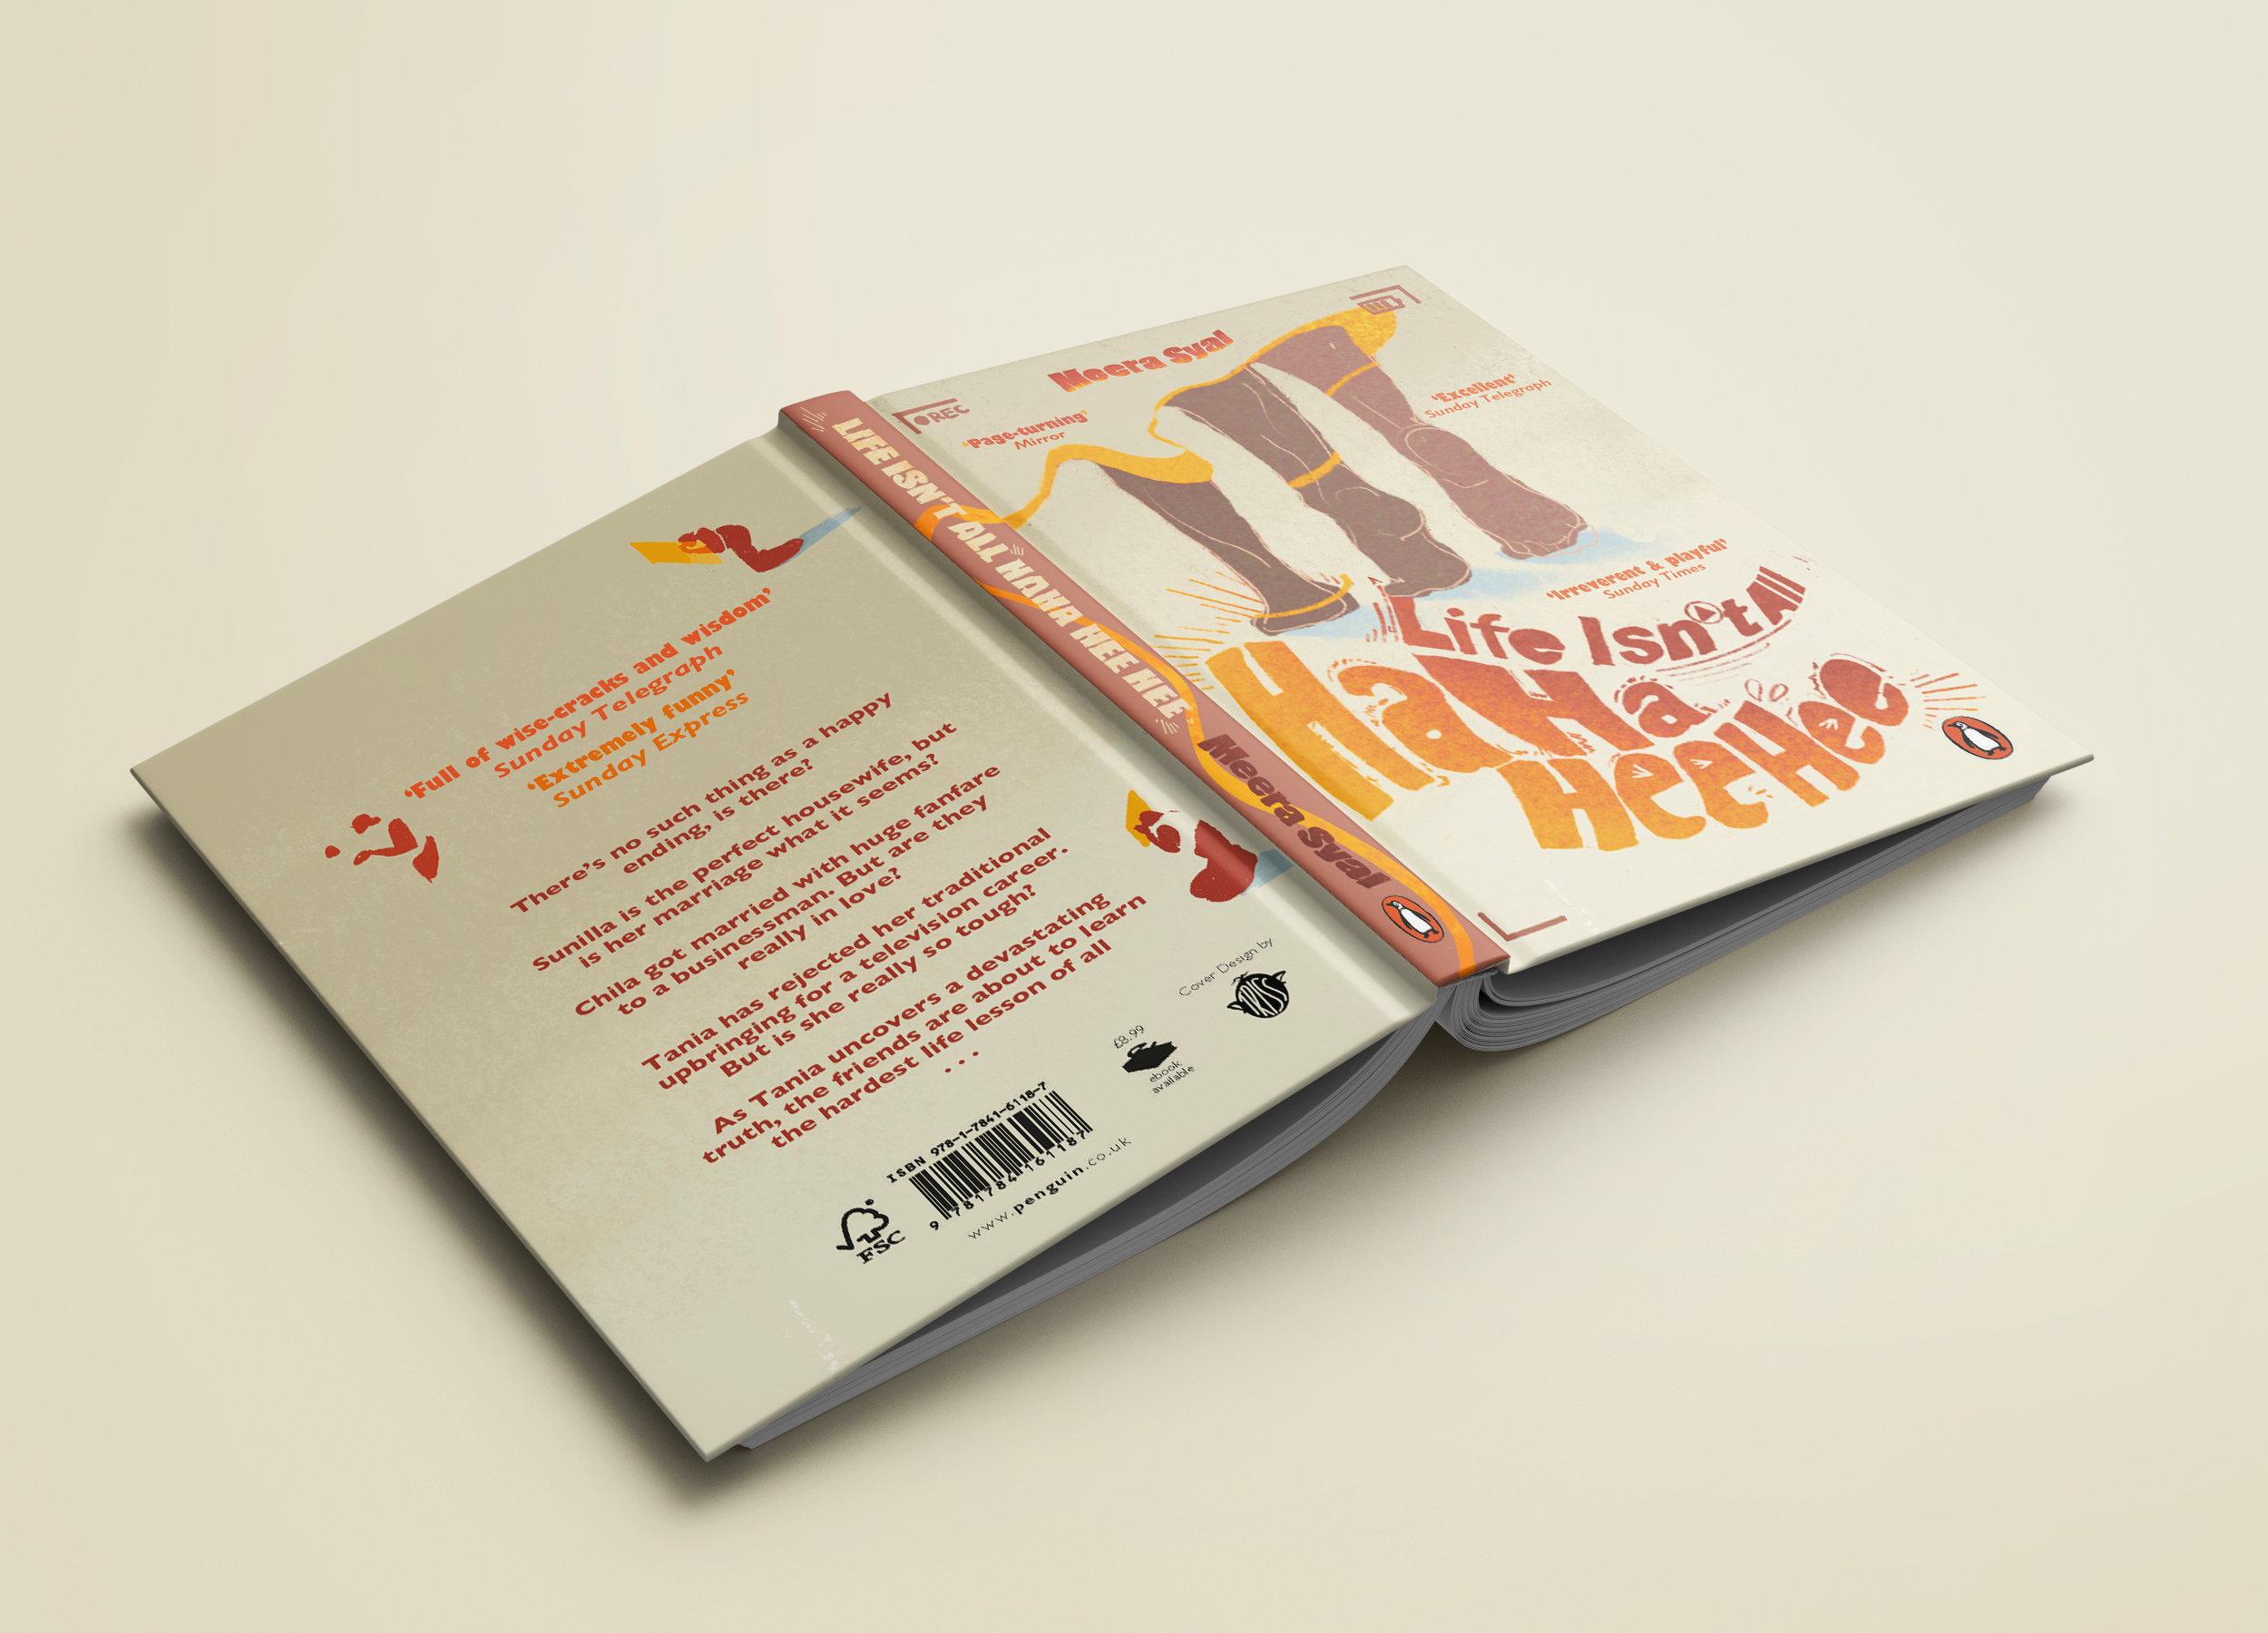 Meera Syal
REC
'Page-turning'
Mirror
'Excellent'
Sunday Telegraph
'Irreverent & playful'
Sunday Times
Life Isn't All
HaHa
HeeHee
LIFE ISN'T ALL HAHA HEE HEE
Meera Syal
'Full of wise-cracks and wisdom'
Sunday Telegraph
'Extremely funny'
Sunday Express
There's no such thing as a happy
ending, is there?
Sunilla is the perfect housewife, but
is her marriage what it seems?
Chila got married with huge fanfare
to a businessman. But are they
really in love?
Tania has rejected her traditional
upbringing for a television career.
But is she really so tough?
As Tania uncovers a devastating
truth, the friends are about to learn
the hardest life lesson of all
. . .
Cover Design by
£8.99
ebook
available
ISBN 978-1-7841-6118-7
9 781784 161187
www.penguin.co.uk
FSC